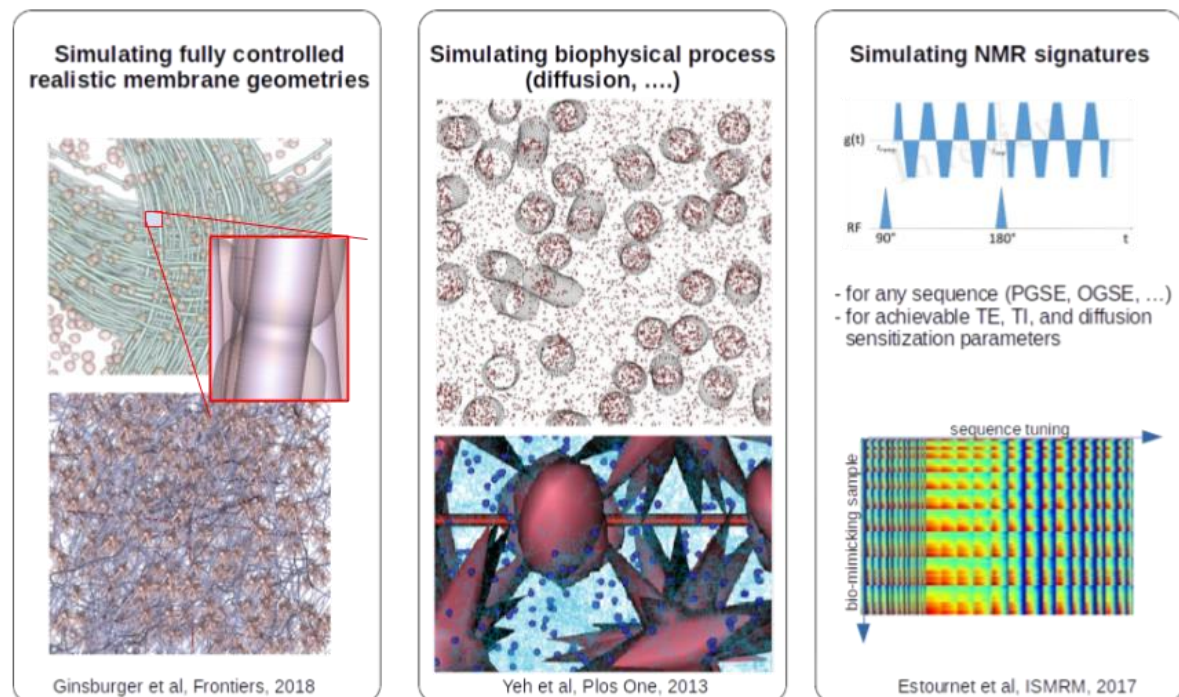 Simulating fully controlled
realistic membrane geometries
Ginsburger et al, Frontiers, 2018
Simulating biophysical process
(diffusion, ....)
Yeh et al, Plos One, 2013
Simulating NMR signatures
g(t)
RF
90°
180°
t
- for any sequence (PGSE, OGSE, ...)
- for achievable TE, TI, and diffusion
sensitization parameters
sequence tuning
bio-mimicking sample
Estournet et al, ISMRM, 2017